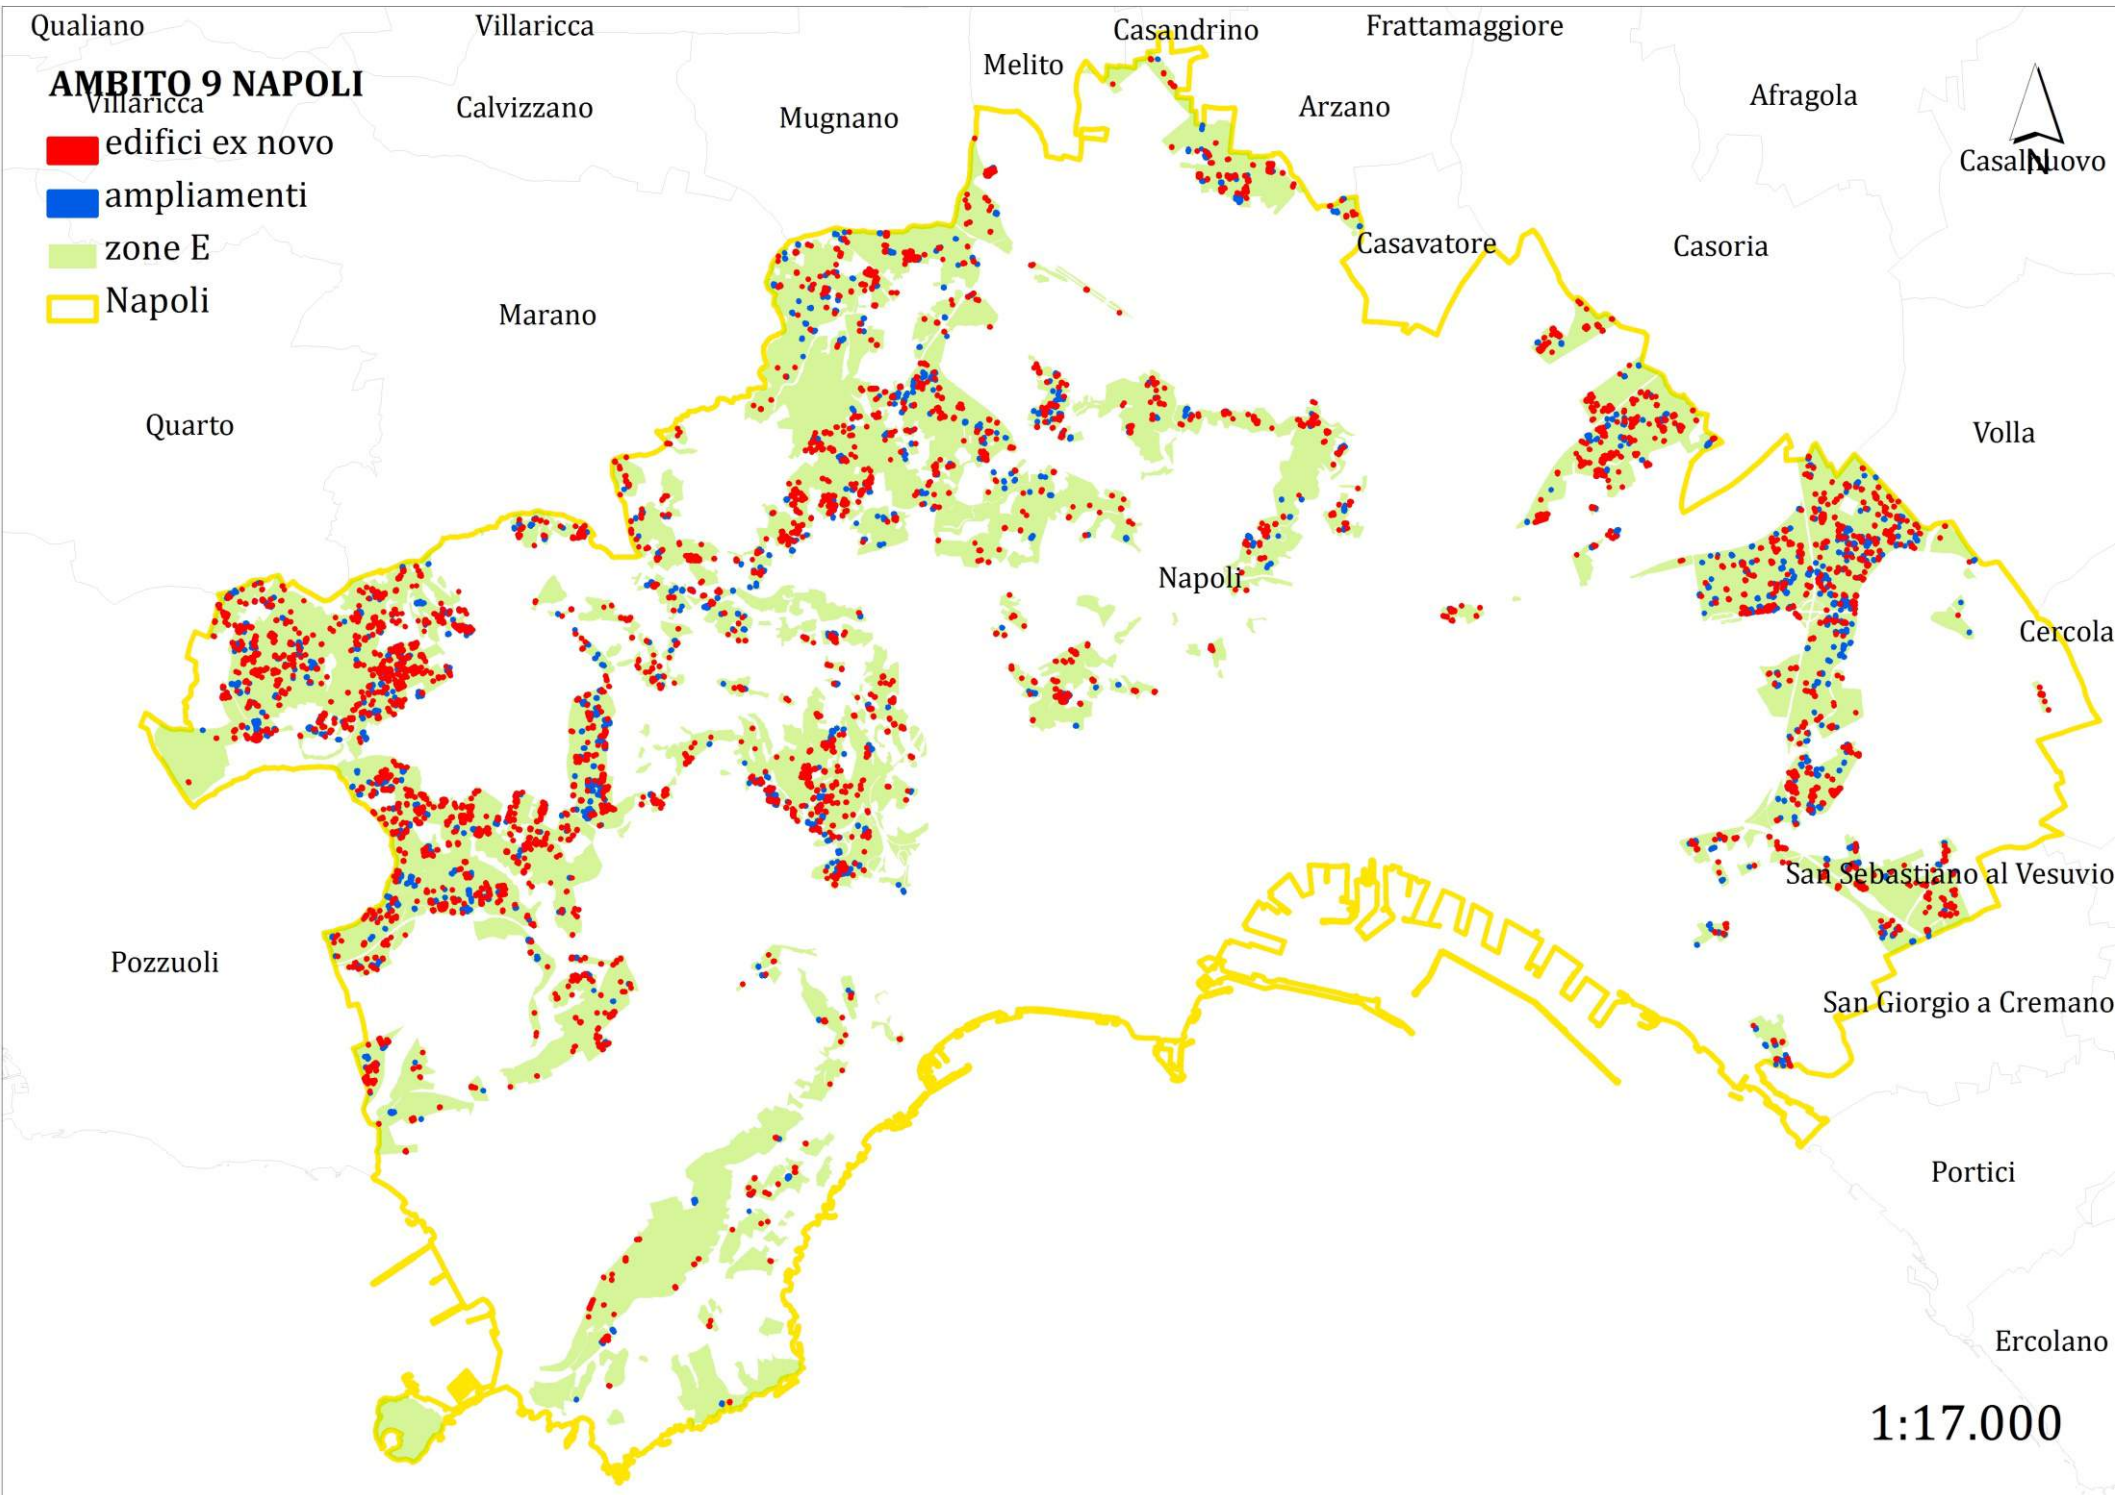 Qualiano
Villaricca
Casandrino
Frattamaggiore
Melito
AMBITO 9 NAPOLI
Villaricca
Calvizzano
Mugnano
Arzano
Afragola
N
Casalnuovo
edifici ex novo
ampliamenti
zone E
Napoli
Casavatore
Casoria
Marano
Quarto
Volla
Napoli
Cercola
San Sebastiano al Vesuvio
Pozzuoli
San Giorgio a Cremano
Portici
Ercolano
1:17.000